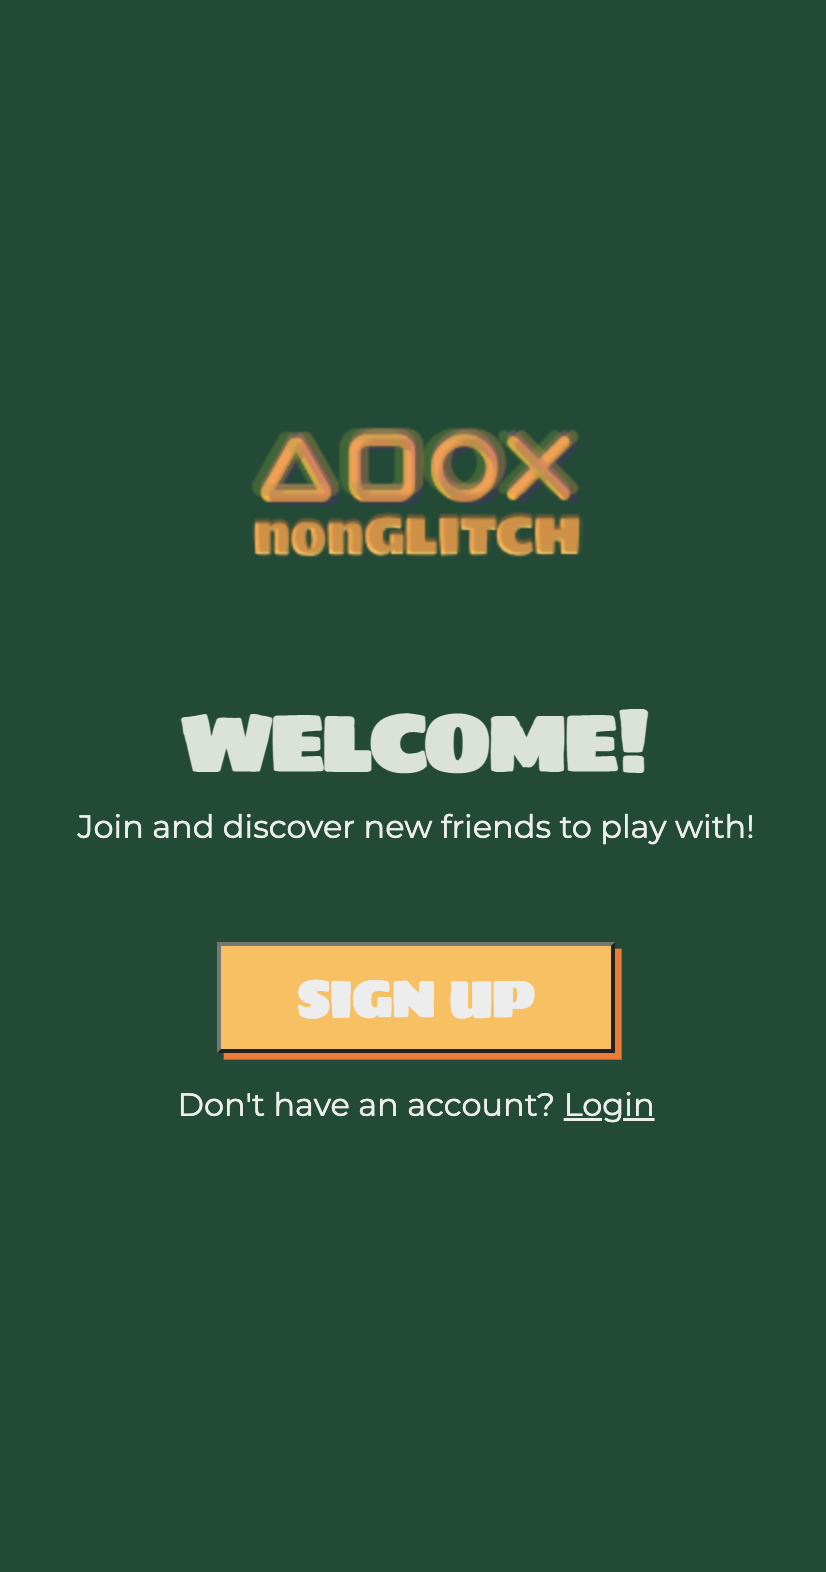 nonGLITCH
WELCOME!
Join and discover new friends to play with!
SIGN UP
Don't have an account? Login